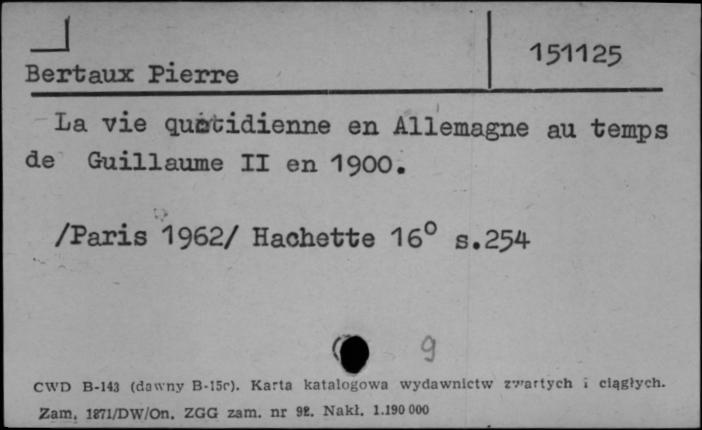 151125
Bertaux Pierre
La vie quotidienne en Allemagne au temps
de Guillaume II en 1900.
/Paris 1962/ Hachette 16° s.254
9
CWD B-143 (dawny B-15c). Karta katalogowa wydawnictw zwartych i ciągłych.
Zam. 1871/DW/On. ZGG zam. nr 92. Nakł. 1.190 000